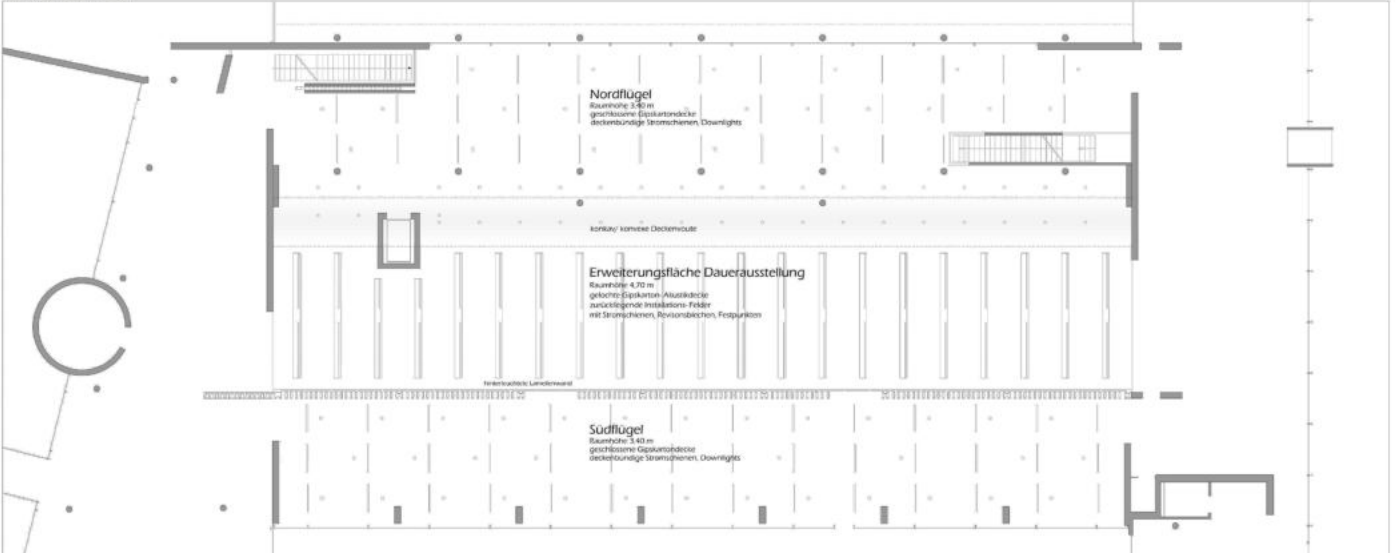 Nordflügel
Raumhöhe 3,40 m
geschlossene Gipskartondecke
deckenbündige Stromschienen, Downlights
konkav/ konvexe Deckenvoute
Erweiterungsfläche Dauerausstellung
Raumhöhe 4,70 m
gelochte Gipskarton- Akustikdecke
zurückliegende Installations- Felder
mit Stromschienen, Revisonsblechen, Festpunkten
hinterleuchtete Lamellenwand
Südflügel
Raumhöhe 3,40 m
geschlossene Gipskartondecke
deckenbündige Stromschienen, Downlights